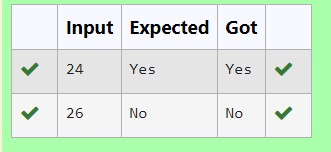 Input Expected Got
24 Yes Yes
26 No No